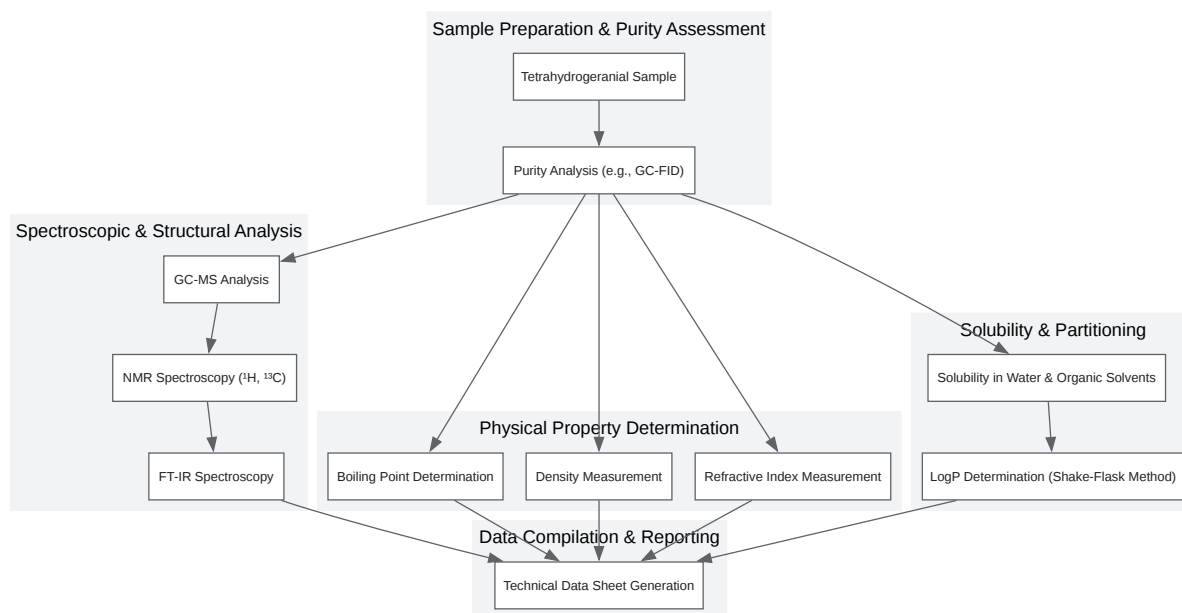 Sample Preparation & Purity Assessment
Tetrahydrogeranial Sample
Purity Analysis (e.g., GC-FID)
Spectroscopic & Structural Analysis
GC-MS Analysis
NMR Spectroscopy (¹H, ¹³C)
FT-IR Spectroscopy
Physical Property Determination
Boiling Point Determination
Density Measurement
Refractive Index Measurement
Solubility & Partitioning
Solubility in Water & Organic Solvents
LogP Determination (Shake-Flask Method)
Data Compilation & Reporting
Technical Data Sheet Generation